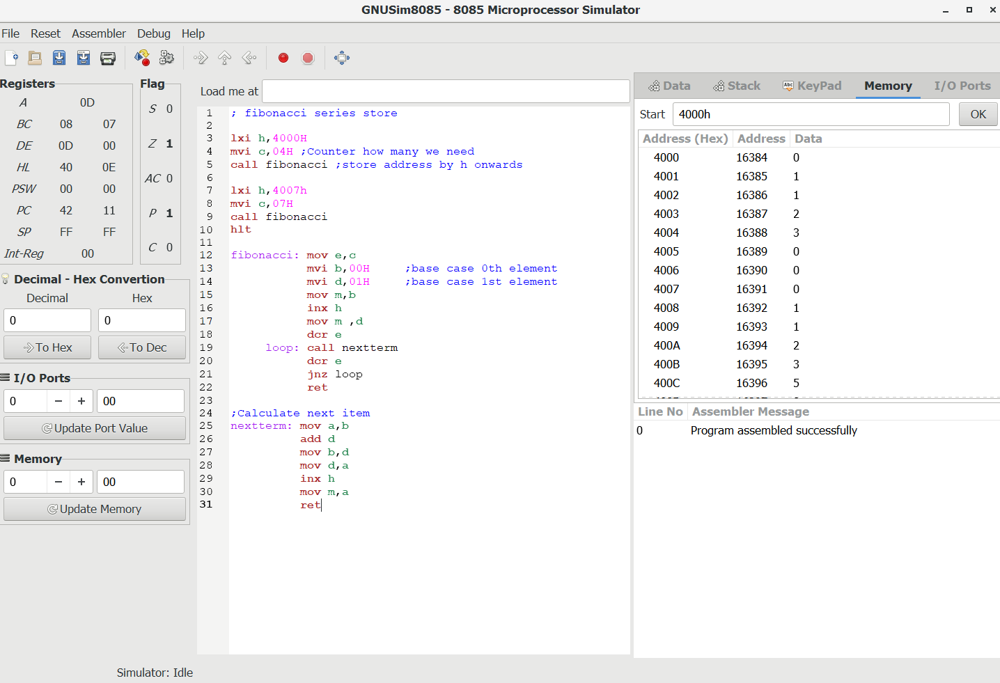 GNUSim8085 - 8085 Microprocessor Simulator
File Reset Assembler Debug Help
Registers
A 0D
BC 08 07
DE 0D 00
HL 40 0E
PSW 00 00
PC 42 11
SP FF FF
Int-Reg 00
Flag
S 0
Z 1
AC 0
P 1
C 0
Decimal - Hex Convertion
Decimal Hex
0 0
To Hex To Dec
I/O Ports
0 − + 00
Update Port Value
Memory
0 − + 00
Update Memory
Load me at
1 ; fibonacci series store
2
3 lxi h,4000H
4 mvi c,04H ;Counter how many we need
5 call fibonacci ;store address by h onwards
6
7 lxi h,4007h
8 mvi c,07H
9 call fibonacci
10 hlt
11
12 fibonacci: mov e,c
13 mvi b,00H ;base case 0th element
14 mvi d,01H ;base case 1st element
15 mov m,b
16 inx h
17 mov m ,d
18 dcr e
19 loop: call nextterm
20 dcr e
21 jnz loop
22 ret
23
24 ;Calculate next item
25 nextterm: mov a,b
26 add d
27 mov b,d
28 mov d,a
29 inx h
30 mov m,a
31 ret
Data Stack Abc KeyPad Memory I/O Ports
Start 4000h OK
Address (Hex) Address Data
4000 16384 0
4001 16385 1
4002 16386 1
4003 16387 2
4004 16388 3
4005 16389 0
4006 16390 0
4007 16391 0
4008 16392 1
4009 16393 1
400A 16394 2
400B 16395 3
400C 16396 5
Line No Assembler Message
0 Program assembled successfully
Simulator: Idle